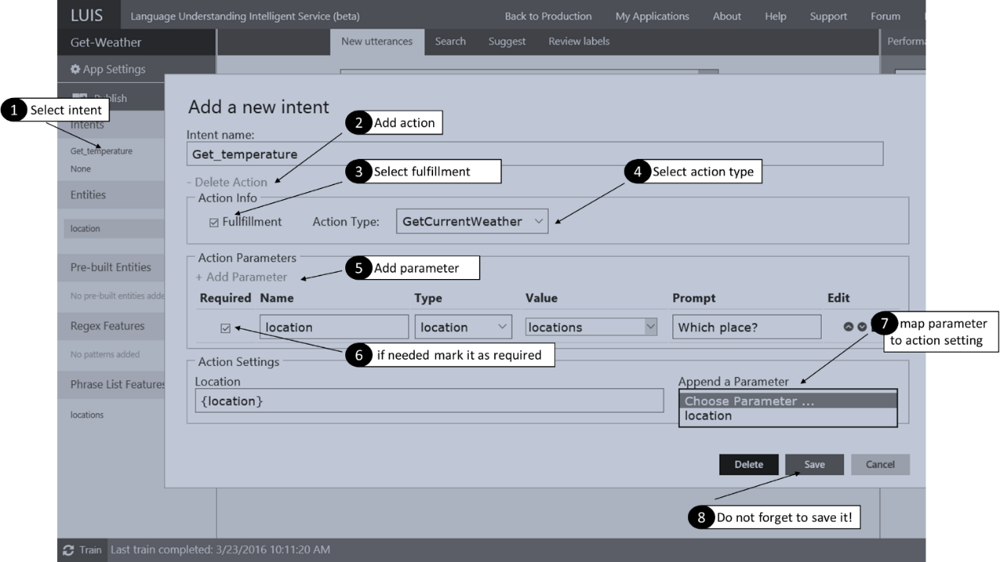 LUIS Language Understanding Intelligent Service (beta) Back to Production My Applications About Help Support Forum
Get-Weather New utterances Search Suggest Review labels
App Settings
Publish
1 Select intent
Intents
Get_temperature
None
Entities
location
Pre-built Entities
No pre-built entities adde
Regex Features
No patterns added
Phrase List Features
locations
Add a new intent
2 Add action
Intent name:
Get_temperature
3 Select fulfillment
4 Select action type
- Delete Action
Action Info
Fullfillment Action Type: GetCurrentWeather
Action Parameters
5 Add parameter
+ Add Parameter
Required Name Type Value Prompt Edit
location location locations Which place?
7 map parameter
to action setting
6 if needed mark it as required
Action Settings
Location Append a Parameter
{location} Choose Parameter ...
location
Delete Save Cancel
8 Do not forget to save it!
Train Last train completed: 3/23/2016 10:11:20 AM